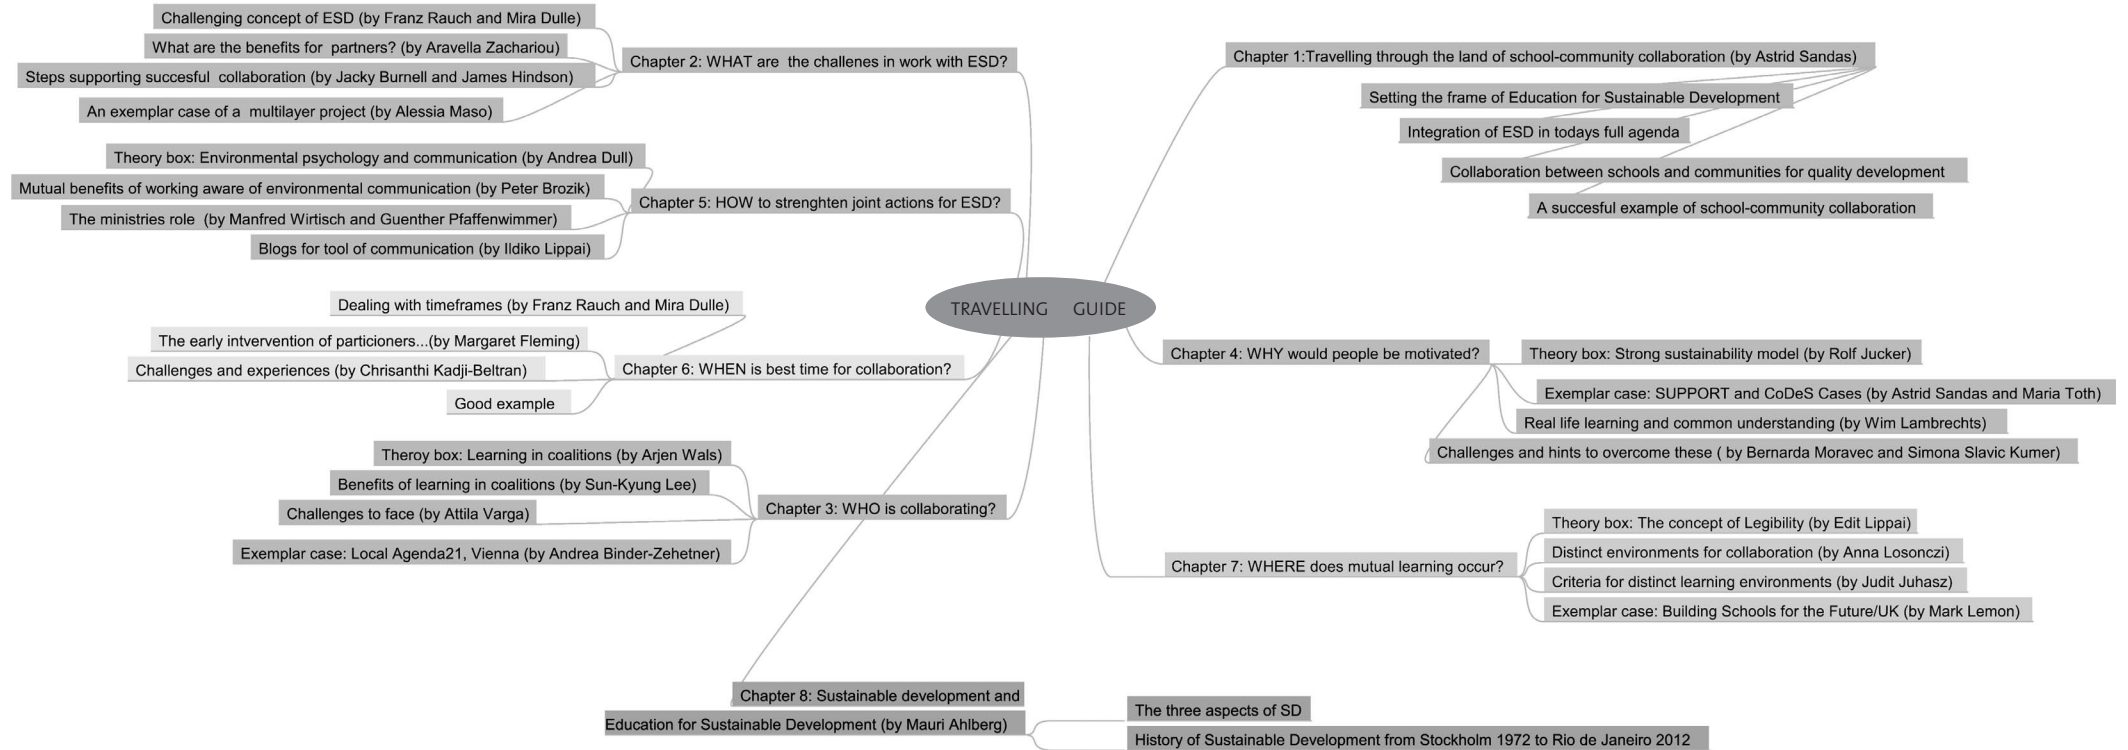 Challenging concept of ESD (by Franz Rauch and Mira Dulle)
What are the benefits for  partners? (by Aravella Zachariou)
Steps supporting succesful  collaboration (by Jacky Burnell and James Hindson)
An exemplar case of a  multilayer project (by Alessia Maso)
Chapter 2: WHAT are  the challenes in work with ESD?
Theory box: Environmental psychology and communication (by Andrea Dull)
Mutual benefits of working aware of environmental communication (by Peter Brozik)
The ministries role  (by Manfred Wirtisch and Guenther Pfaffenwimmer)
Blogs for tool of communication (by Ildiko Lippai)
Chapter 5: HOW to strenghten joint actions for ESD?
Dealing with timeframes (by Franz Rauch and Mira Dulle)
The early intvervention of particioners...(by Margaret Fleming)
Challenges and experiences (by Chrisanthi Kadji-Beltran)
Good example
Chapter 6: WHEN is best time for collaboration?
Theroy box: Learning in coalitions (by Arjen Wals)
Benefits of learning in coalitions (by Sun-Kyung Lee)
Challenges to face (by Attila Varga)
Exemplar case: Local Agenda21, Vienna (by Andrea Binder-Zehetner)
Chapter 3: WHO is collaborating?
TRAVELLING GUIDE
Chapter 1:Travelling through the land of school-community collaboration (by Astrid Sandas)
Setting the frame of Education for Sustainable Development
Integration of ESD in todays full agenda
Collaboration between schools and communities for quality development
A succesful example of school-community collaboration
Chapter 4: WHY would people be motivated?
Theory box: Strong sustainability model (by Rolf Jucker)
Exemplar case: SUPPORT and CoDeS Cases (by Astrid Sandas and Maria Toth)
Real life learning and common understanding (by Wim Lambrechts)
Challenges and hints to overcome these ( by Bernarda Moravec and Simona Slavic Kumer)
Chapter 7: WHERE does mutual learning occur?
Theory box: The concept of Legibility (by Edit Lippai)
Distinct environments for collaboration (by Anna Losonczi)
Criteria for distinct learning environments (by Judit Juhasz)
Exemplar case: Building Schools for the Future/UK (by Mark Lemon)
Chapter 8: Sustainable development and
Education for Sustainable Development (by Mauri Ahlberg)
The three aspects of SD
History of Sustainable Development from Stockholm 1972 to Rio de Janeiro 2012